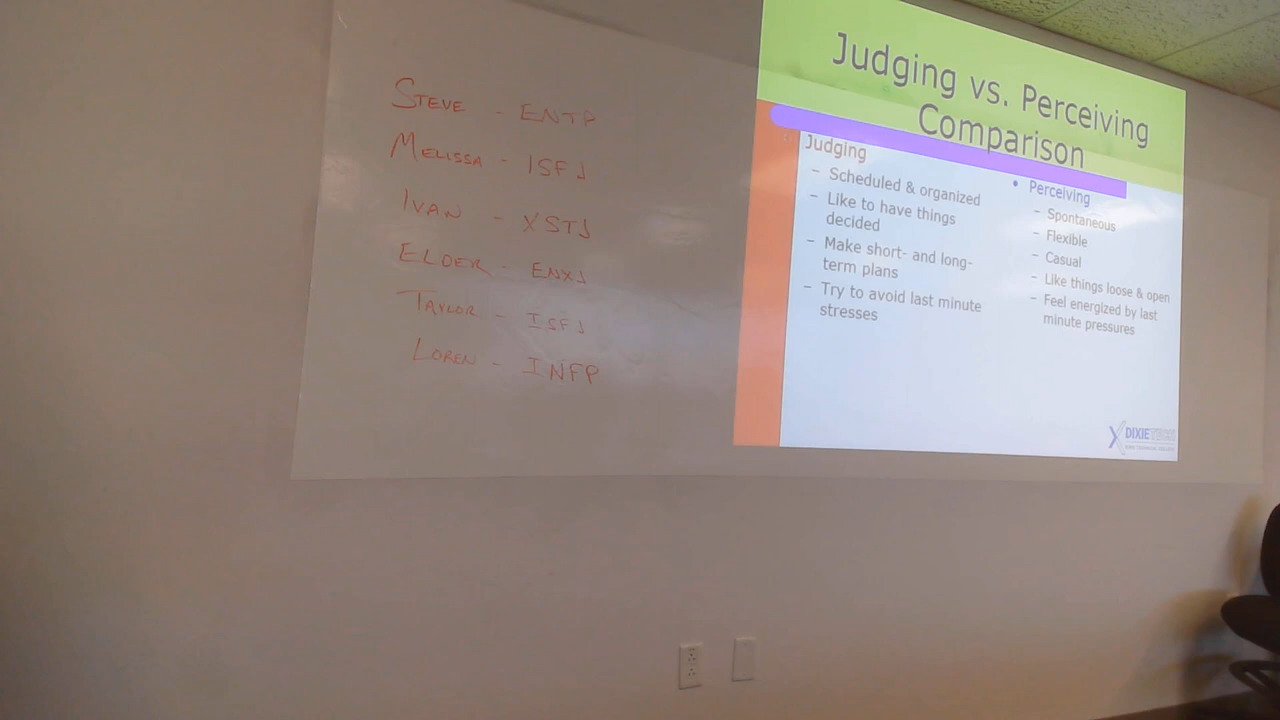 STEVE - ENTP
MELISSA - ISFJ
IVAN - XSTJ
ELDER - ENXJ
TAYLOR - ISFJ
LOREN - INFP
Judging vs. Perceiving
Comparison
Judging
– Scheduled & organized
– Like to have things
decided
– Make short- and long-
term plans
– Try to avoid last minute
stresses
• Perceiving
– Spontaneous
– Flexible
– Casual
– Like things loose & open
– Feel energized by last
minute pressures
DIXIETECH